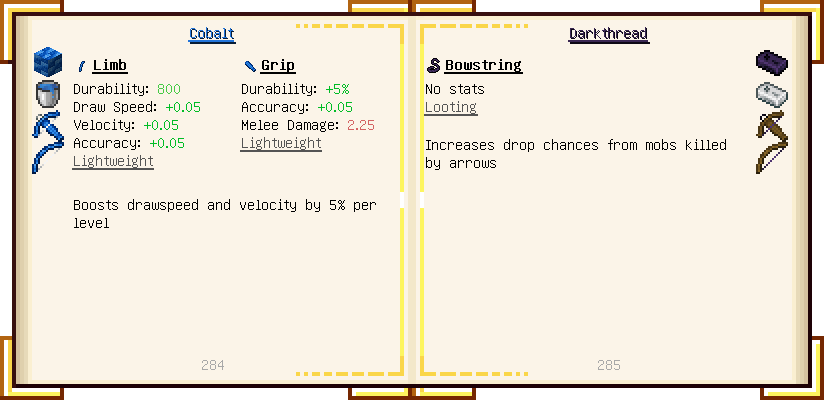 Cobalt
Limb
Durability: 800
Draw Speed: +0.05
Velocity: +0.05
Accuracy: +0.05
Lightweight
Grip
Durability: +5%
Accuracy: +0.05
Melee Damage: 2.25
Lightweight
Boosts drawspeed and velocity by 5% per
level
284
Darkthread
Bowstring
No stats
Looting
Increases drop chances from mobs killed
by arrows
285